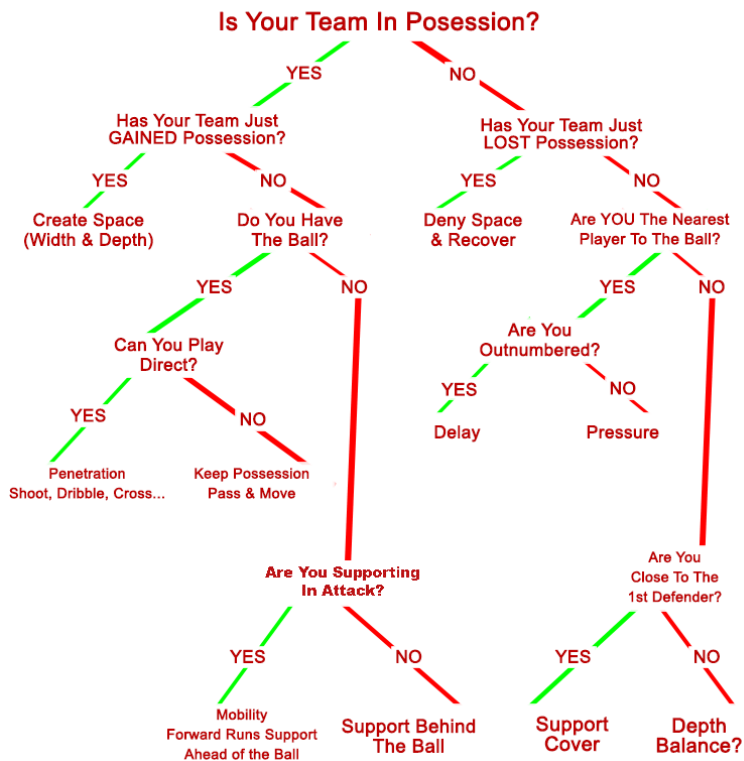 Is Your Team In Posession?
YES
NO
Has Your Team Just
GAINED Possession?
Has Your Team Just
LOST Possession?
YES
NO
YES
NO
Create Space
(Width & Depth)
Do You Have
The Ball?
Deny Space
& Recover
Are YOU The Nearest
Player To The Ball?
YES
NO
YES
NO
Can You Play
Direct?
Are You
Outnumbered?
YES
NO
YES
NO
Delay
Pressure
Penetration
Shoot, Dribble, Cross...
Keep Possession
Pass & Move
Are You Supporting
In Attack?
Are You
Close To The
1st Defender?
YES
NO
YES
NO
Mobility
Forward Runs Support
Ahead of the Ball
Support Behind
The Ball
Support
Cover
Depth
Balance?